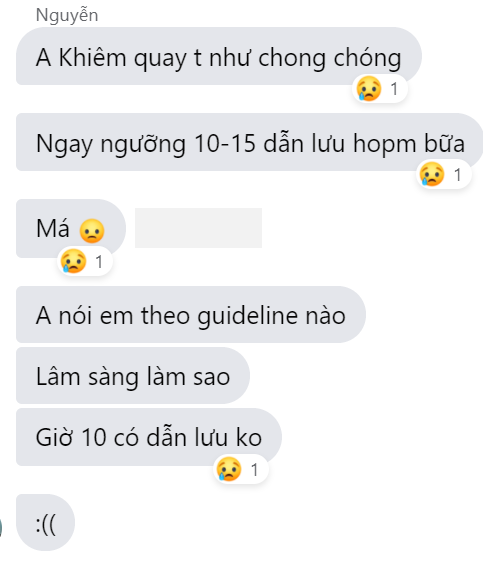 Nguyễn
A Khiêm quay t như chong chóng
1
Ngay ngưỡng 10-15 dẫn lưu hopm bữa
1
Má
1
A nói em theo guideline nào
Lâm sàng làm sao
Giờ 10 có dẫn lưu ko
1
:((